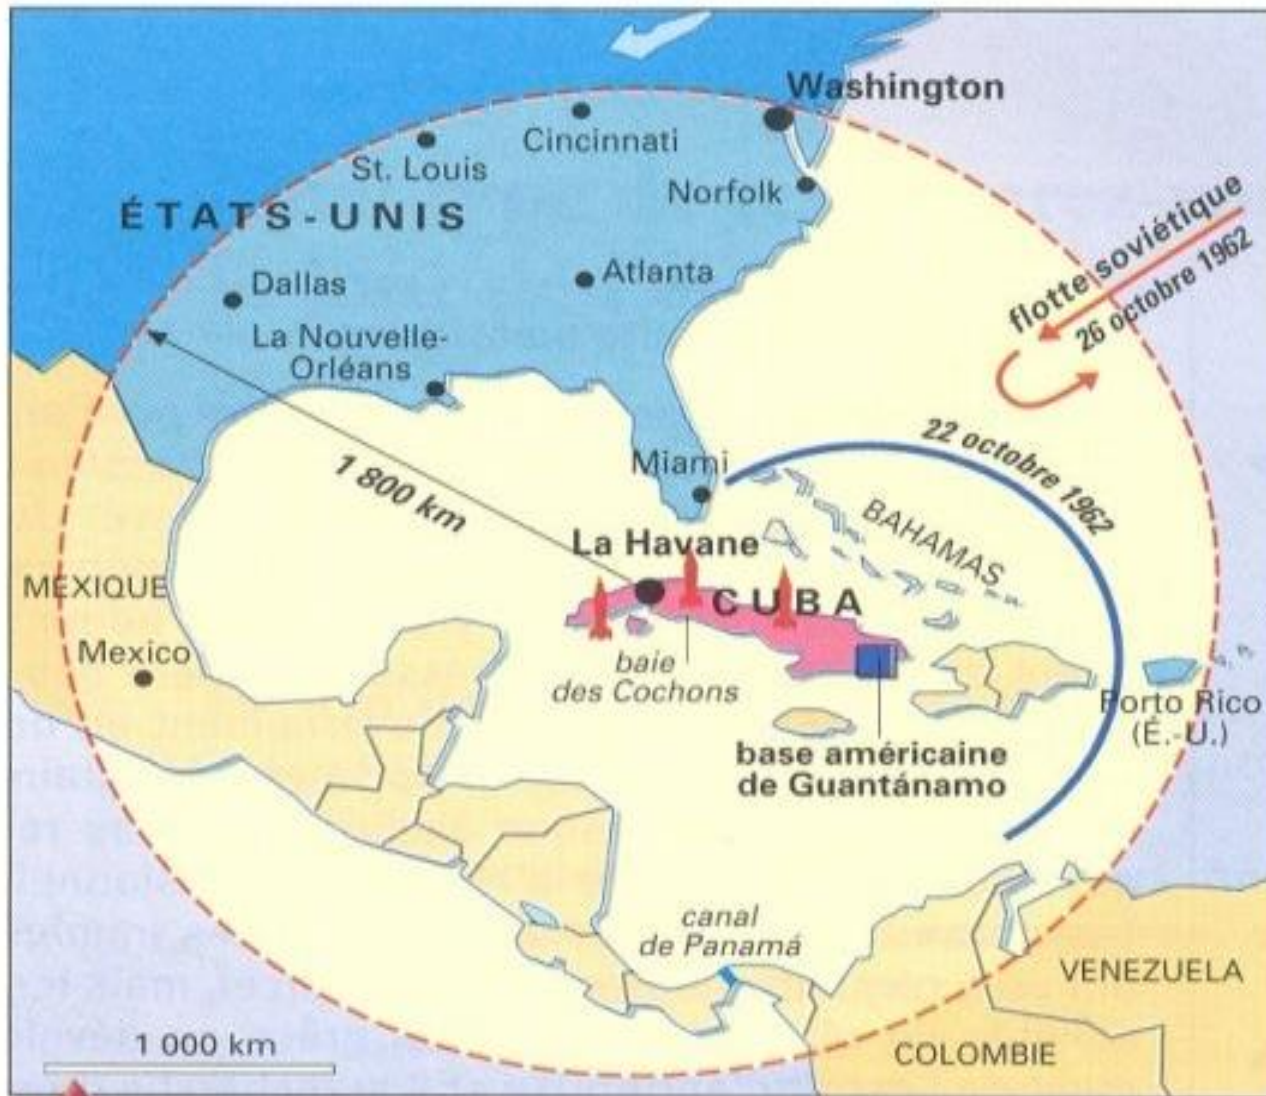 Washington
Cincinnati
St. Louis
Norfolk
ÉTATS-UNIS
flotte soviétique
26 octobre 1962
Dallas
Atlanta
La Nouvelle-
Orléans
22 octobre 1962
1 800 km
Miami
BAHAMAS
La Havane
CUBA
MEXIQUE
Mexico
baie
des Cochons
Porto Rico
(É.-U.)
base américaine
de Guantánamo
canal
de Panamá
VENEZUELA
COLOMBIE
1 000 km